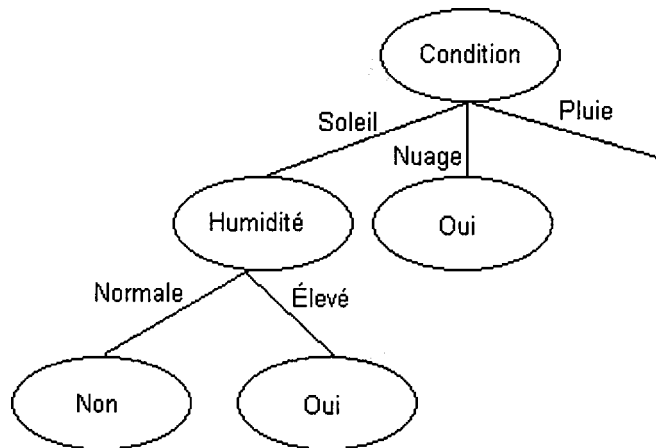 Condition
Soleil
Nuage
Pluie
Humidité
Oui
Normale
Élevé
Non
Oui